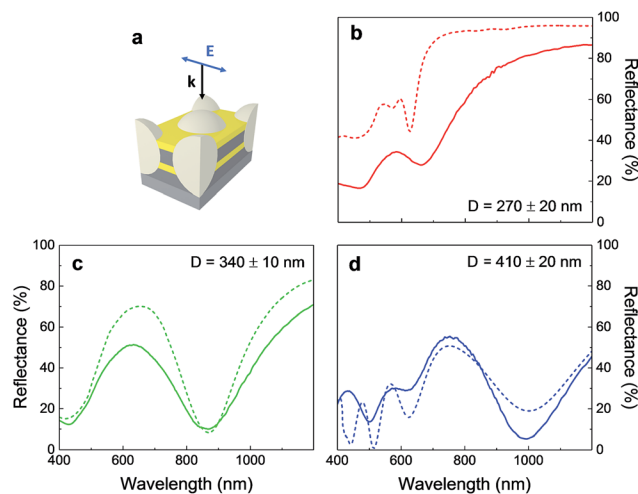 a
E
k
b
100
80
60
40
20
0
Reflectance (%)
D = 270 ± 20 nm
c
D = 340 ± 10 nm
100
80
60
40
20
0
Reflectance (%)
400 600 800 1000
Wavelength (nm)
d
D = 410 ± 20 nm
100
80
60
40
20
0
Reflectance (%)
400 600 800 1000
Wavelength (nm)